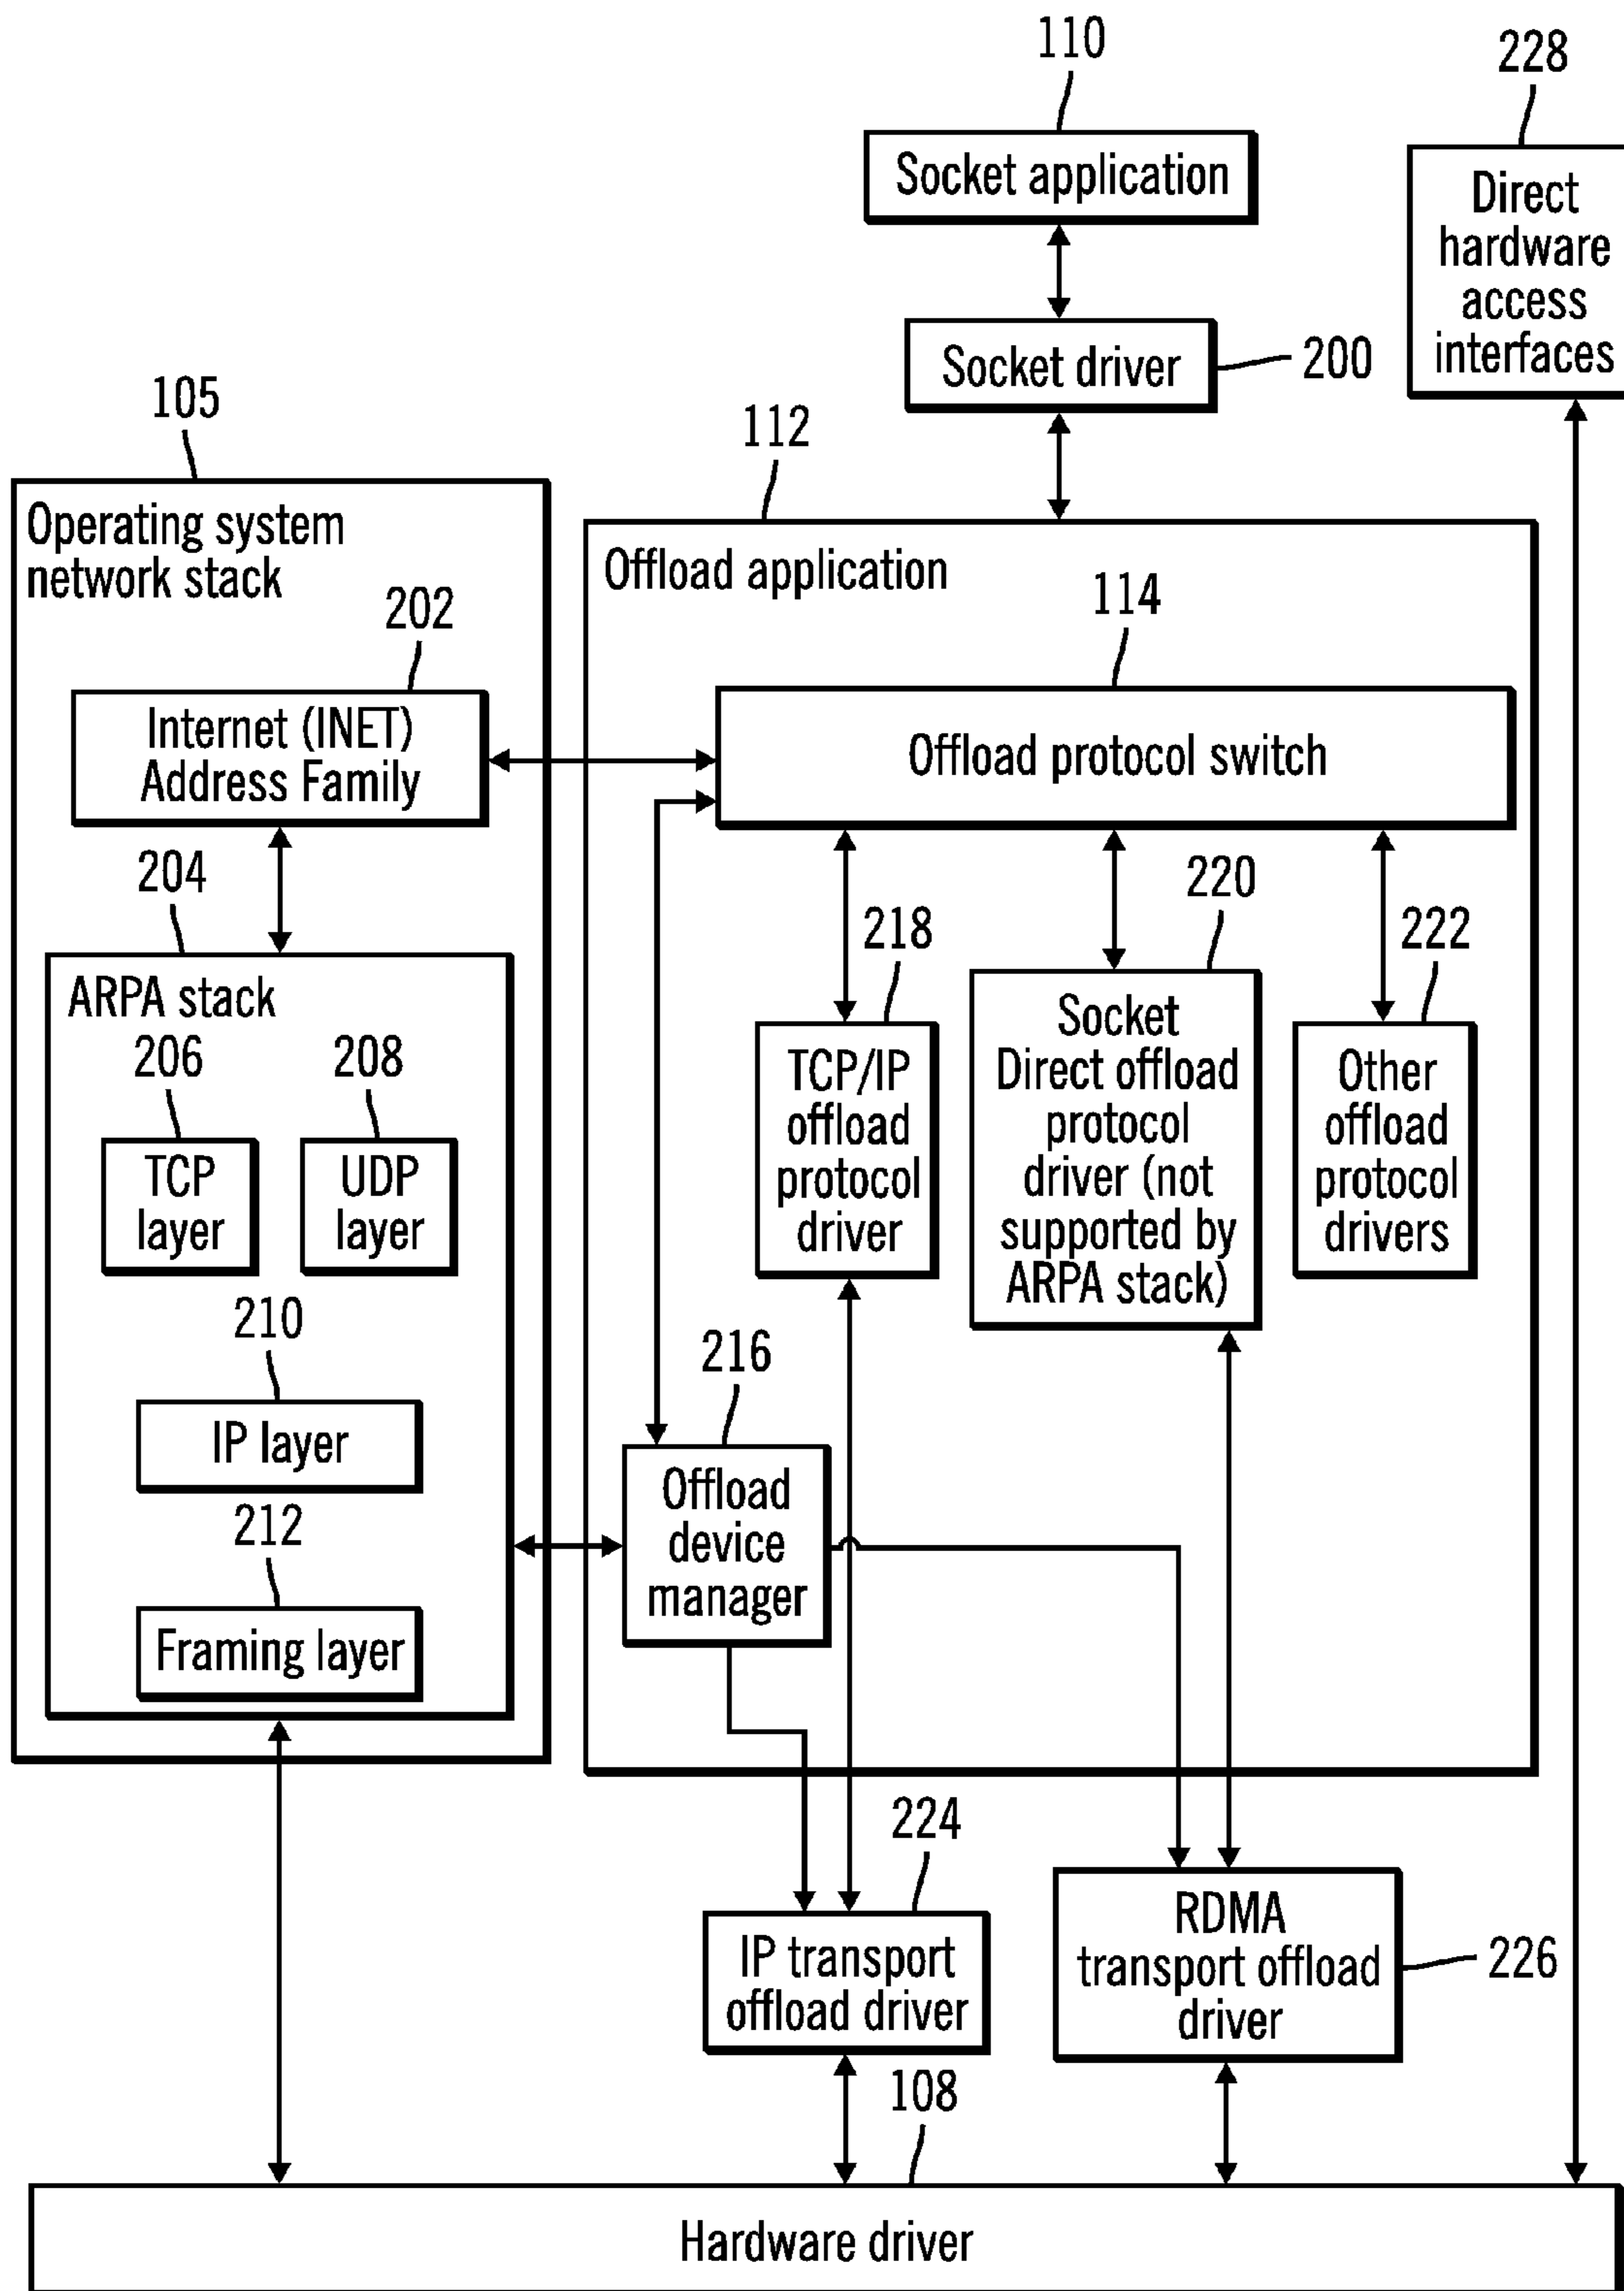 110
228
Socket application
Direct
hardware
access
interfaces
Socket driver
200
105
112
Operating system
network stack
Offload application
202
114
Internet (INET)
Address Family
Offload protocol switch
204
220
218
222
ARPA stack
206
208
Socket
Direct offload
protocol
driver (not
supported by
ARPA stack)
TCP/IP
offload
protocol
driver
Other
offload
protocol
drivers
TCP
layer
UDP
layer
210
216
IP layer
Offload
device
manager
212
Framing layer
224
RDMA
transport offload
driver
226
IP transport
offload driver
108
Hardware driver